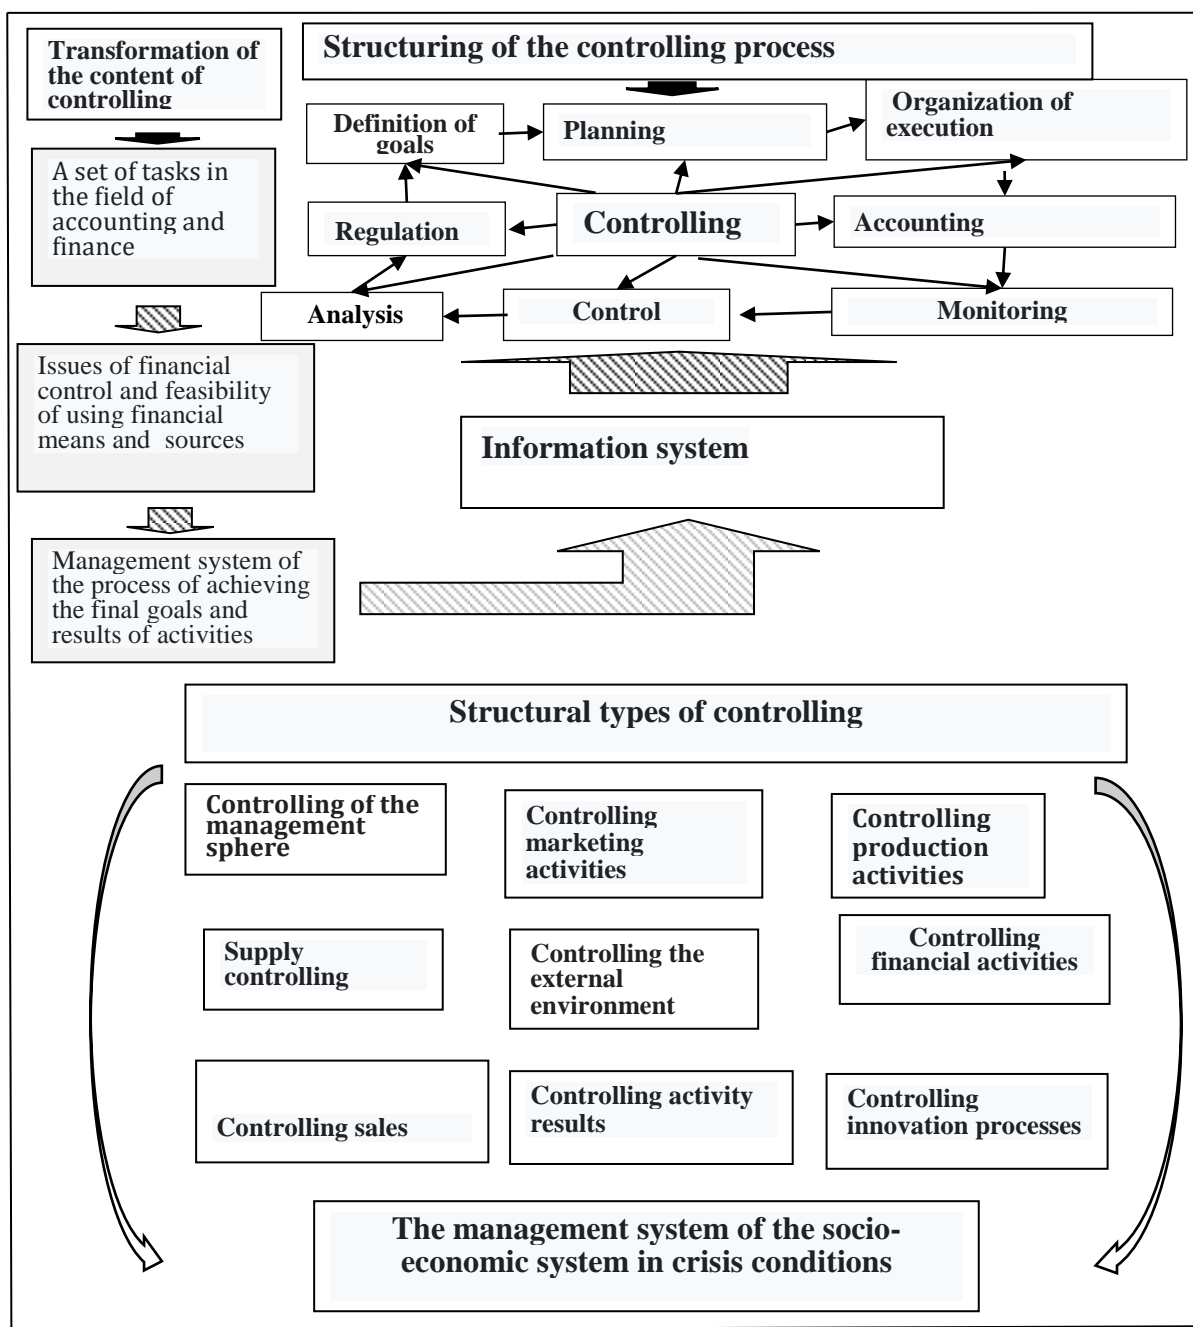 Transformation of
the content of
controlling
Structuring of the controlling process
Definition of
goals
Planning
Organization of
execution
A set of tasks in
the field of
accounting and
finance
Regulation
Controlling
Accounting
Analysis
Control
Monitoring
Issues of financial
control and feasibility
of using financial
means and sources
Information system
Management system of
the process of achieving
the final goals and
results of activities
Structural types of controlling
Controlling of the
management
sphere
Controlling
marketing
activities
Controlling
production
activities
Supply
controlling
Controlling the
external
environment
Controlling
financial activities
Controlling sales
Controlling activity
results
Controlling
innovation processes
The management system of the socio-
economic system in crisis conditions